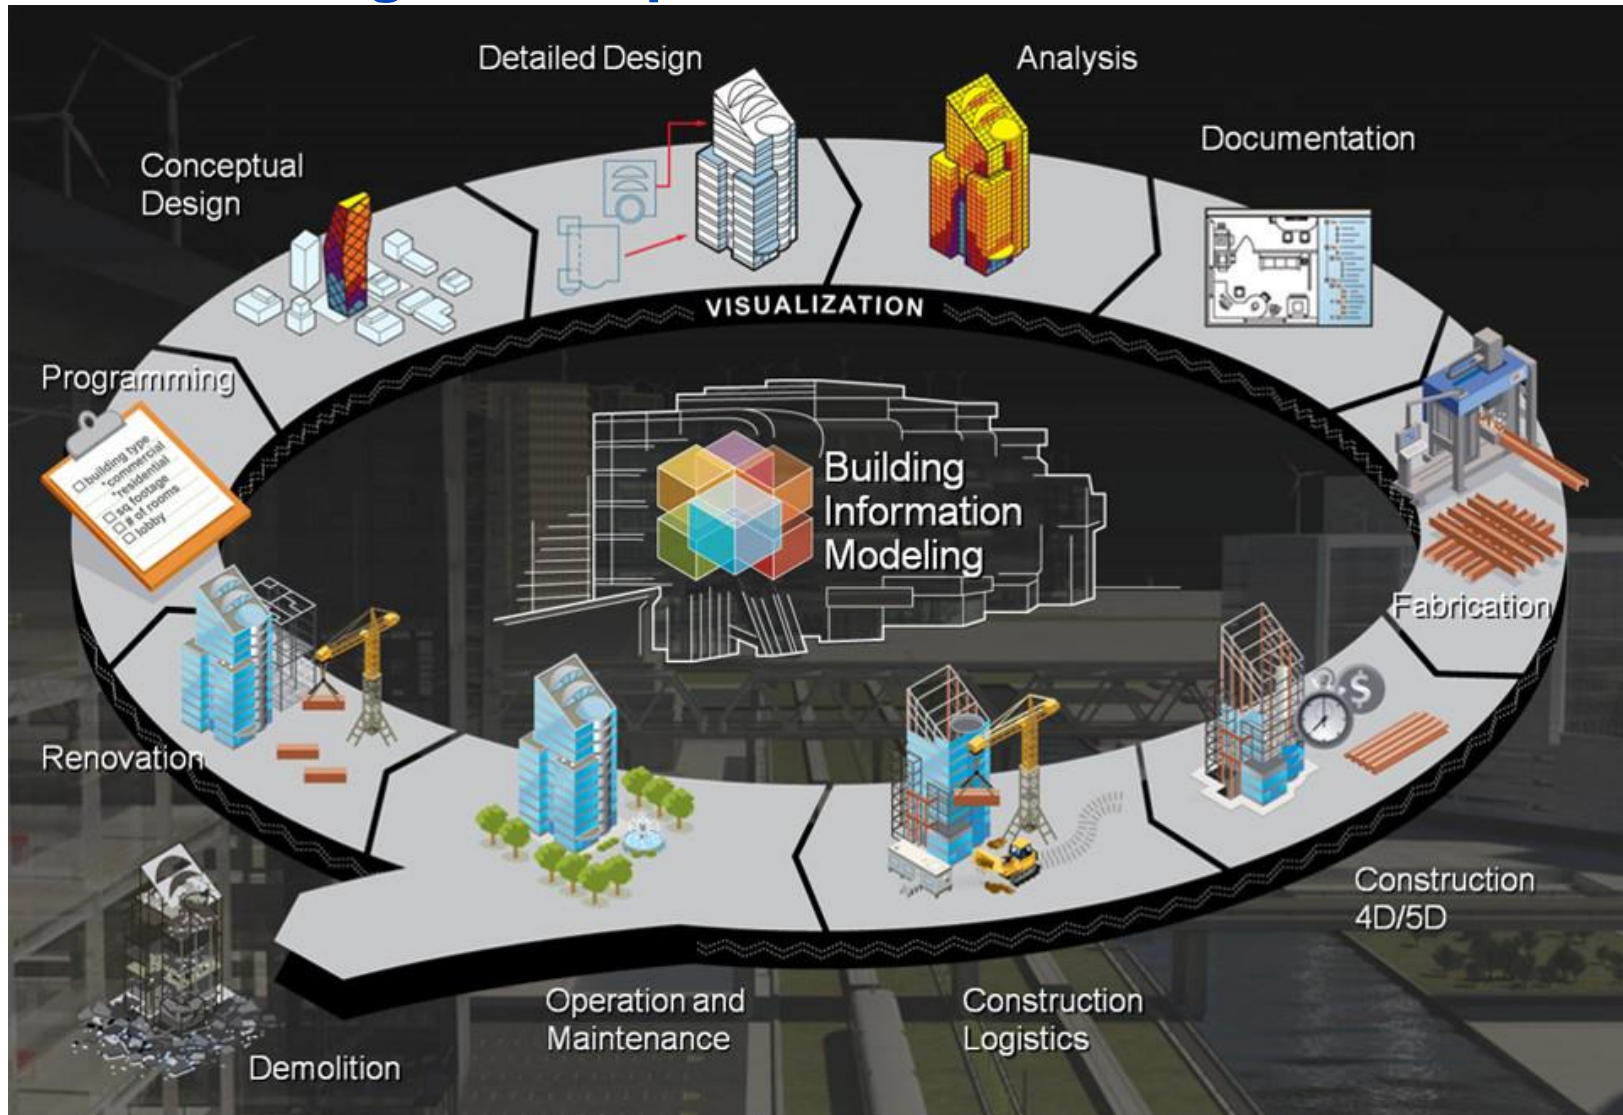 Detailed Design
Analysis
Documentation
Conceptual
Design
VISUALIZATION
Programming
building type
*commercial
*residential
sq footage
# of rooms
lobby
Building
Information
Modeling
Fabrication
$
Renovation
Construction
4D/5D
Operation and
Maintenance
Construction
Logistics
Demolition